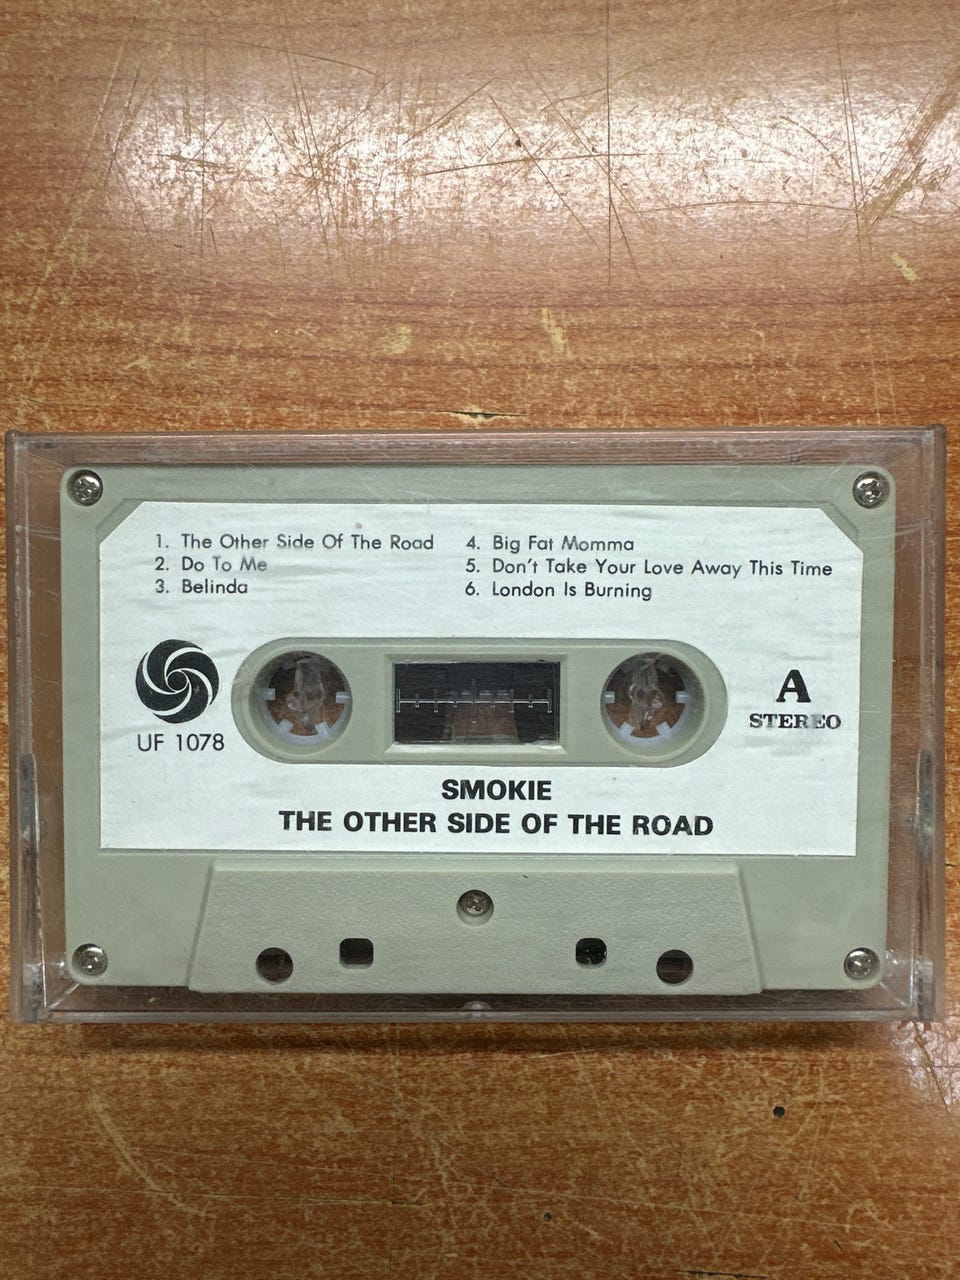 1. The Other Side Of The Road
2. Do To Me
3. Belinda
4. Big Fat Momma
5. Don't Take Your Love Away This Time
6. London Is Burning
UF 1078
A
STEREO
SMOKIE
THE OTHER SIDE OF THE ROAD